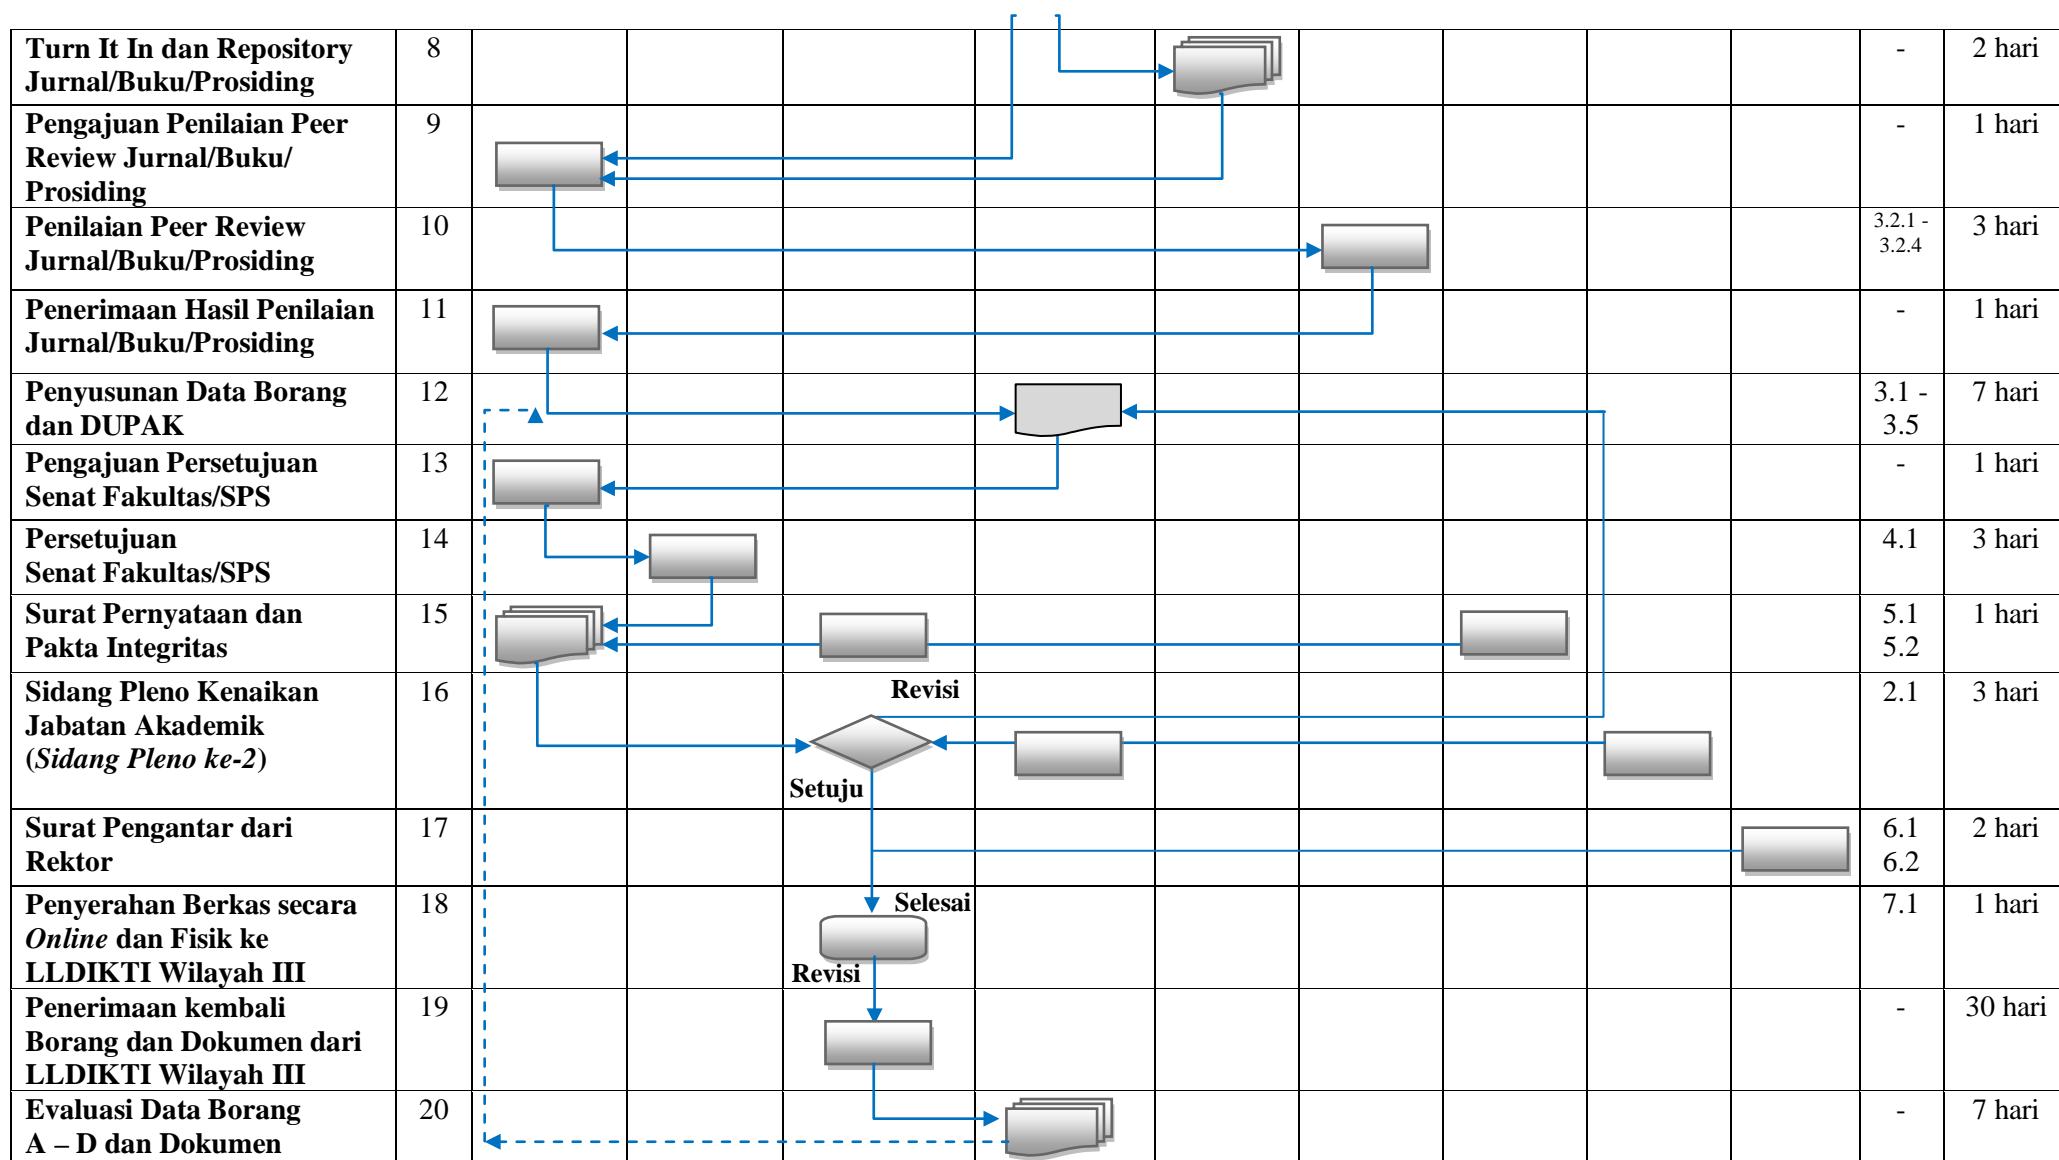 Turn It In dan Repository 8 - 2 hari
Jurnal/Buku/Prosiding
Pengajuan Penilaian Peer 9 - 1 hari
Review Jurnal/Buku/
Prosiding
Penilaian Peer Review 10 3.2.1 - 3 hari
Jurnal/Buku/Prosiding 3.2.4
Penerimaan Hasil Penilaian 11 - 1 hari
Jurnal/Buku/Prosiding
Penyusunan Data Borang 12 3.1 - 7 hari
dan DUPAK 3.5
Pengajuan Persetujuan 13 - 1 hari
Senat Fakultas/SPS
Persetujuan 14 4.1 3 hari
Senat Fakultas/SPS
Surat Pernyataan dan 15 5.1 1 hari
Pakta Integritas 5.2
Sidang Pleno Kenaikan 16 Revisi 2.1 3 hari
Jabatan Akademik
(Sidang Pleno ke-2)
Setuju
Surat Pengantar dari 17 6.1 2 hari
Rektor 6.2
Penyerahan Berkas secara 18 Selesai 7.1 1 hari
Online dan Fisik ke
LLDIKTI Wilayah III Revisi
Penerimaan kembali 19 - 30 hari
Borang dan Dokumen dari
LLDIKTI Wilayah III
Evaluasi Data Borang 20 - 7 hari
A – D dan Dokumen